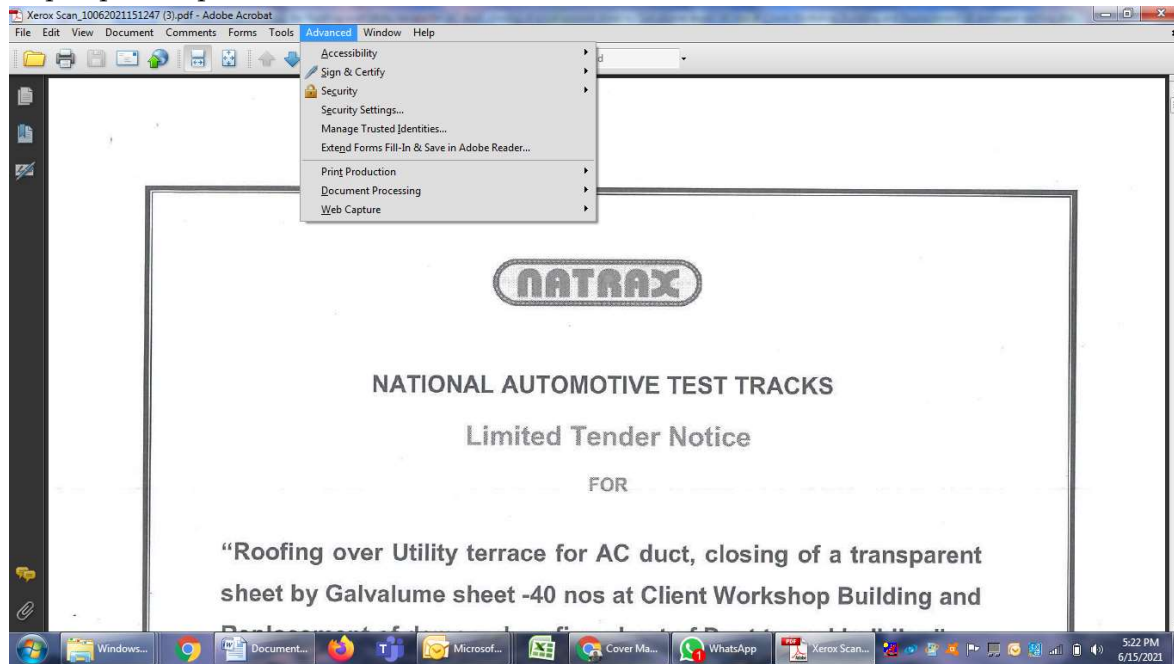 Xerox Scan_10062021151247 (3).pdf - Adobe Acrobat
File Edit View Document Comments Forms Tools Advanced Window Help
Accessibility
Sign & Certify
Security
Security Settings...
Manage Trusted Identities...
Extend Forms Fill-In & Save in Adobe Reader...
Print Production
Document Processing
Web Capture
NATRAX
NATIONAL AUTOMOTIVE TEST TRACKS
Limited Tender Notice
FOR
“Roofing over Utility terrace for AC duct, closing of a transparent
sheet by Galvalume sheet -40 nos at Client Workshop Building and
Windows... Document... Microsof... Cover Ma... WhatsApp Xerox Scan... 5:22 PM
6/15/2021